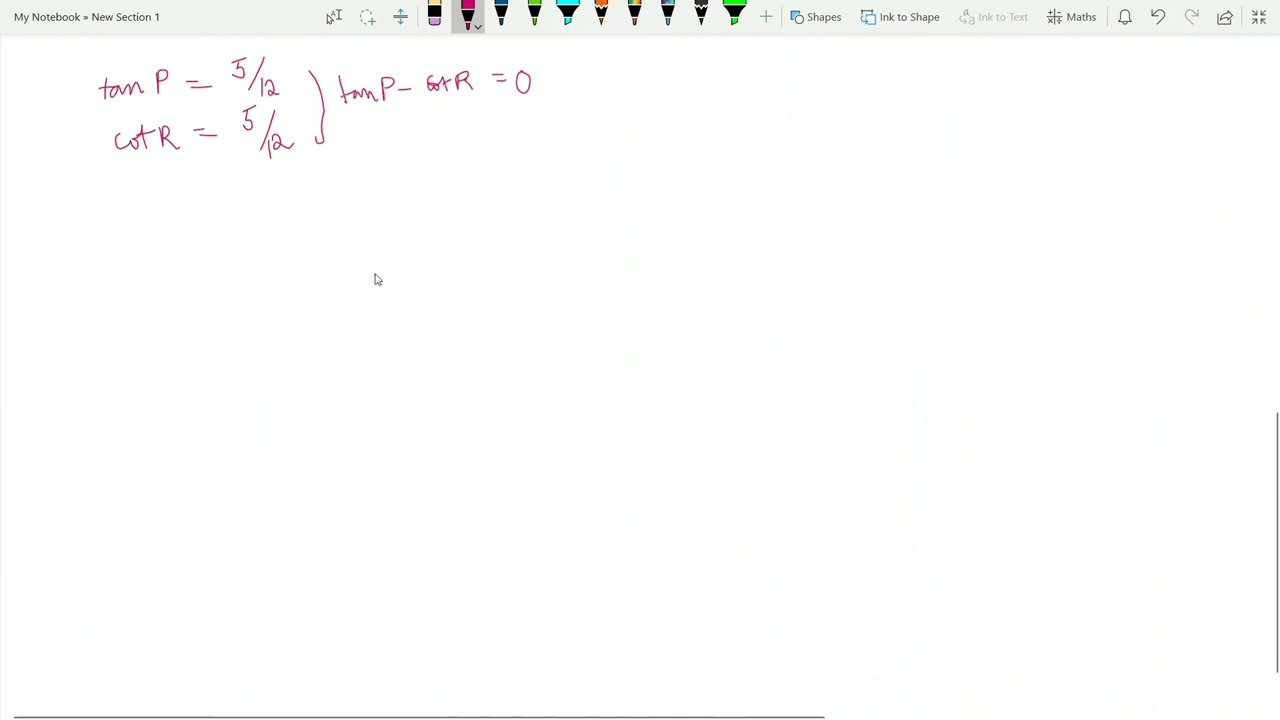 My Notebook » New Section 1
Shapes
Ink to Shape
Ink to Text
Maths
tan P = 5/12 } tan P - cot R = 0
cot R = 5/12